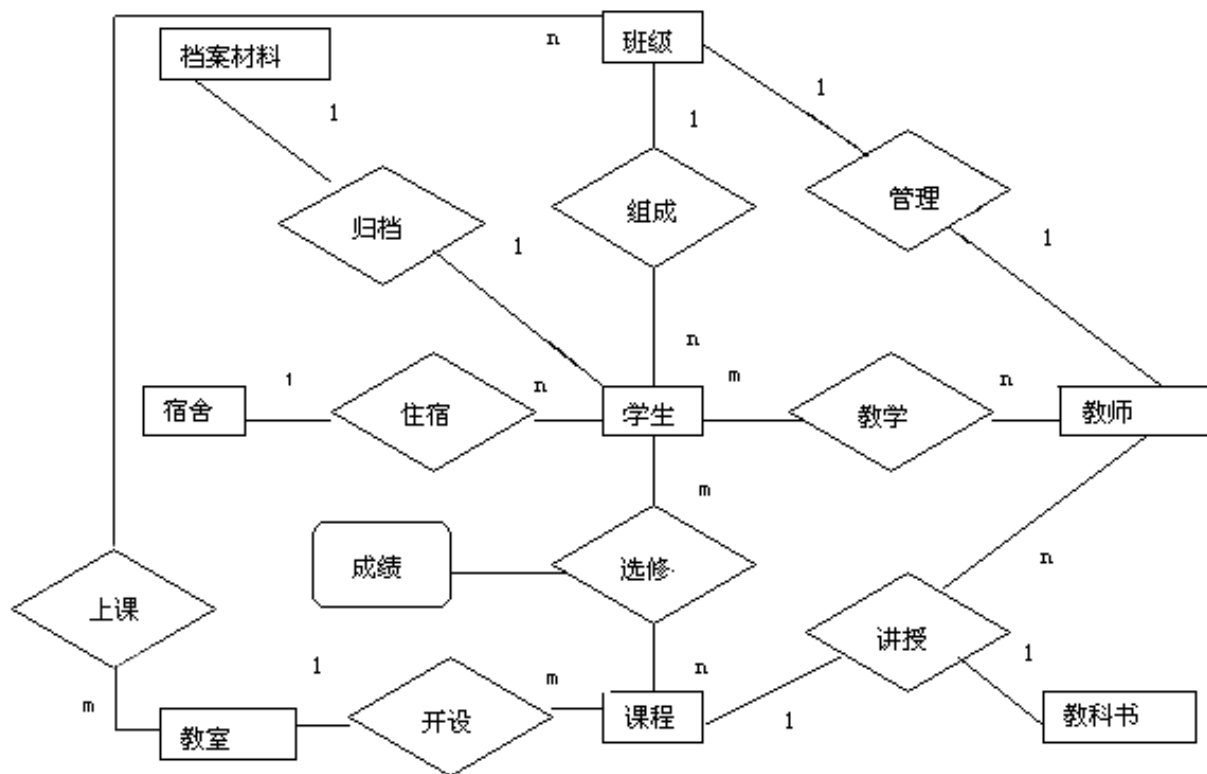 n
班级
档案材料
1
1
1
管理
组成
归档
1
1
n
m
n
1
n
宿舍
住宿
学生
教学
教师
m
成绩
选修
n
上课
讲授
1
m
n
1
m
开设
课程
1
教科书
教室